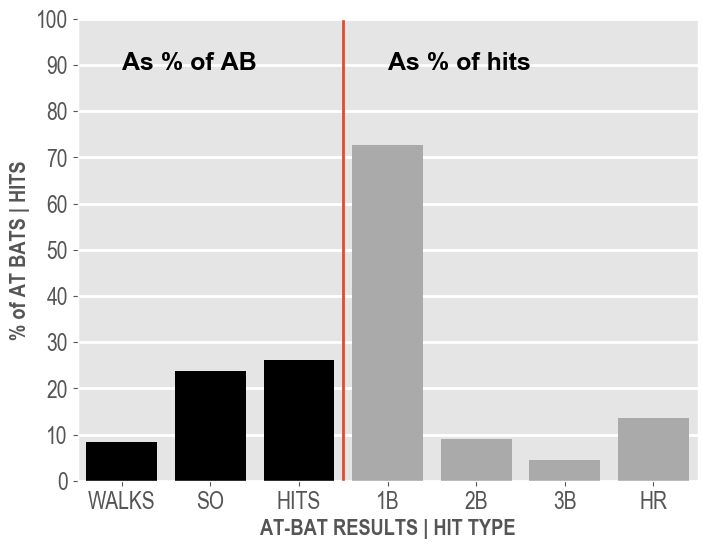 100
90
80
70
60
50
40
30
20
10
0
% of AT BATS | HITS
As % of AB
As % of hits
WALKS SO HITS 1B 2B 3B HR
AT-BAT RESULTS | HIT TYPE